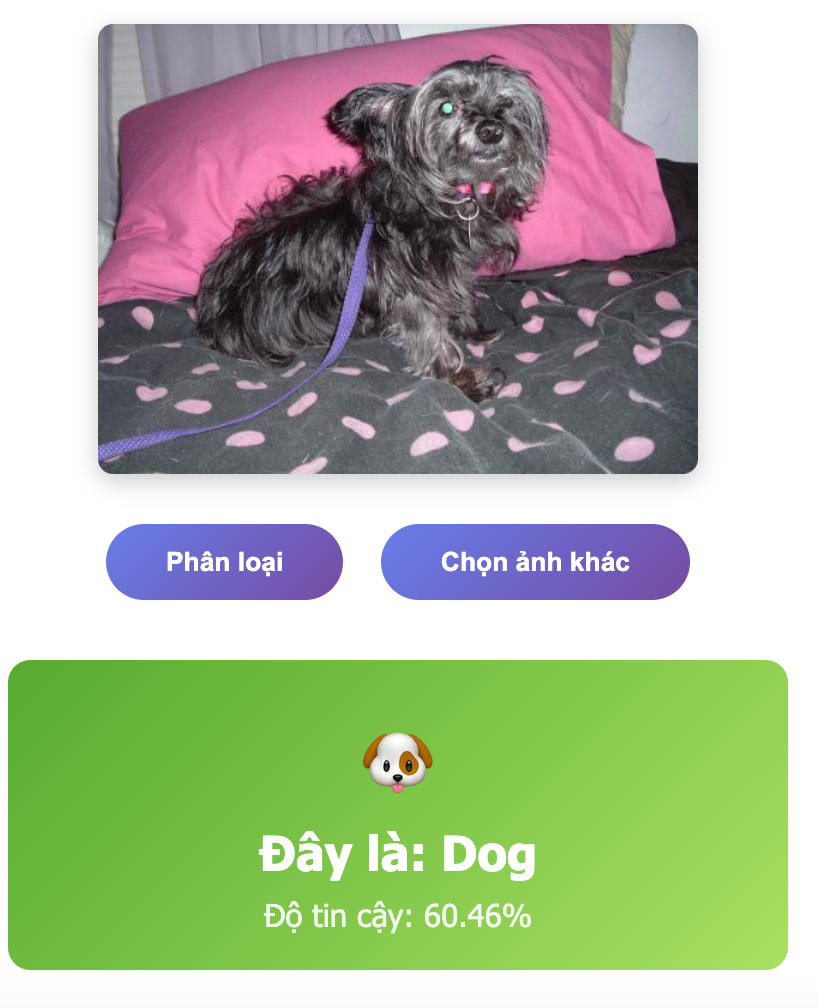 Phân loại
Chọn ảnh khác
Đây là: Dog
Độ tin cậy: 60.46%